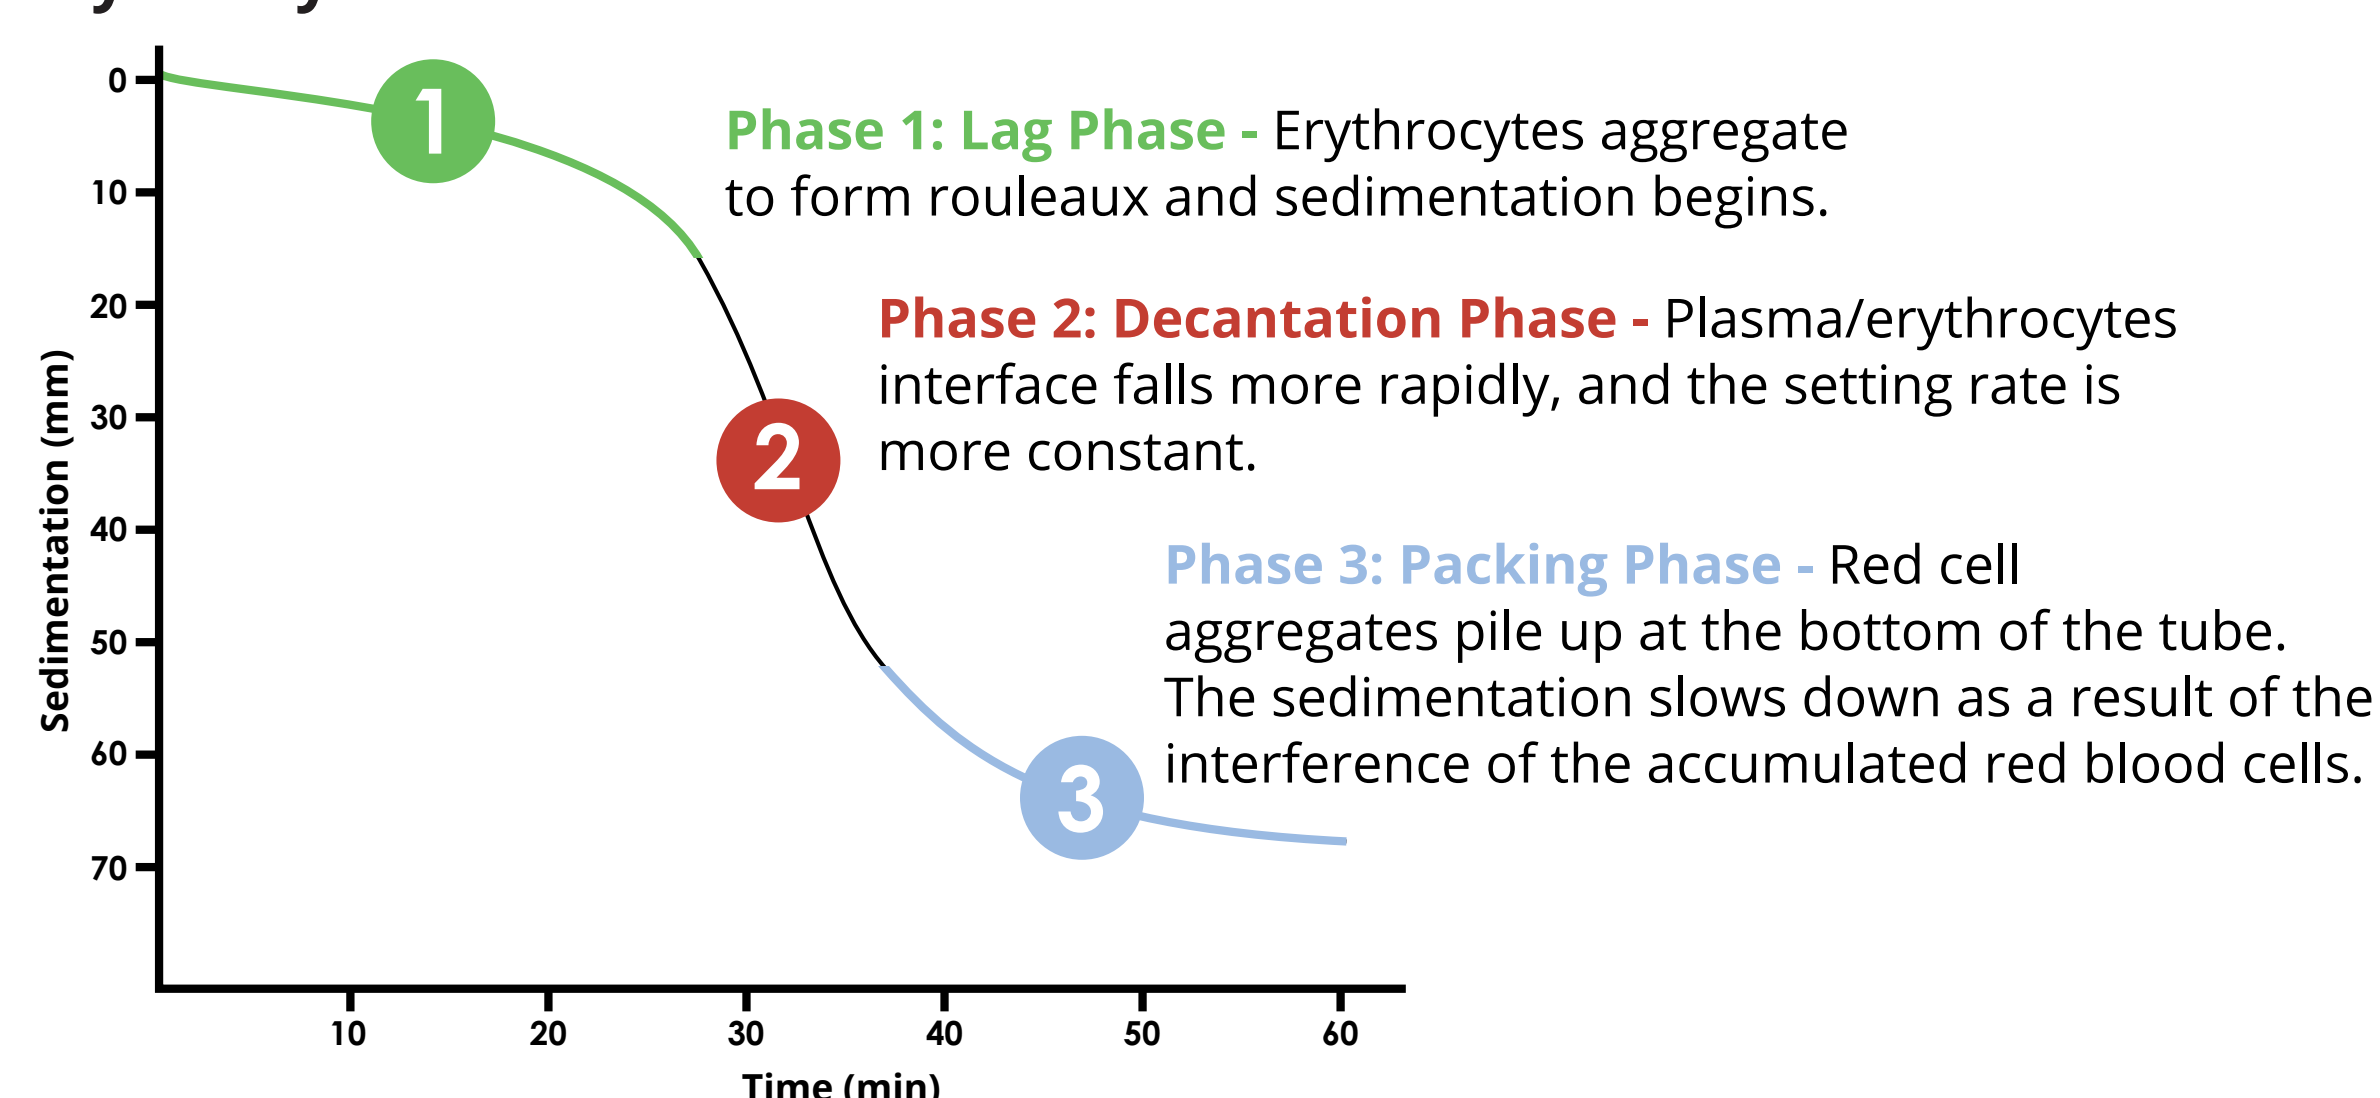 0
10
20
30
40
50
60
70
Sedimentation (mm)
1
2
3
Phase 1: Lag Phase - Erythrocytes aggregate
to form rouleaux and sedimentation begins.
Phase 2: Decantation Phase - Plasma/erythrocytes
interface falls more rapidly, and the setting rate is
more constant.
Phase 3: Packing Phase - Red cell
aggregates pile up at the bottom of the tube.
The sedimentation slows down as a result of the
interference of the accumulated red blood cells.
10 20 30 40 50 60
Time (min)